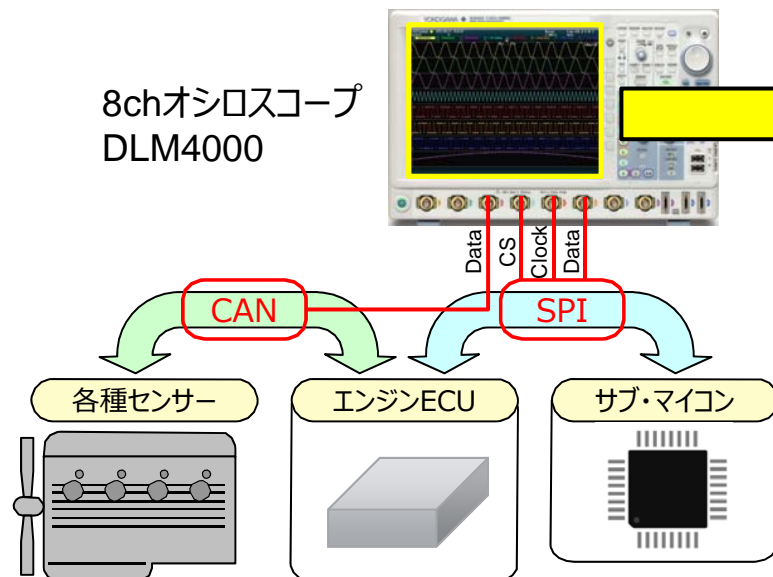 YOKOGAWA
8chオシロスコープ
DLM4000
Data
CS
Clock
Data
CAN
SPI
各種センサー
エンジンECU
サブ・マイコン